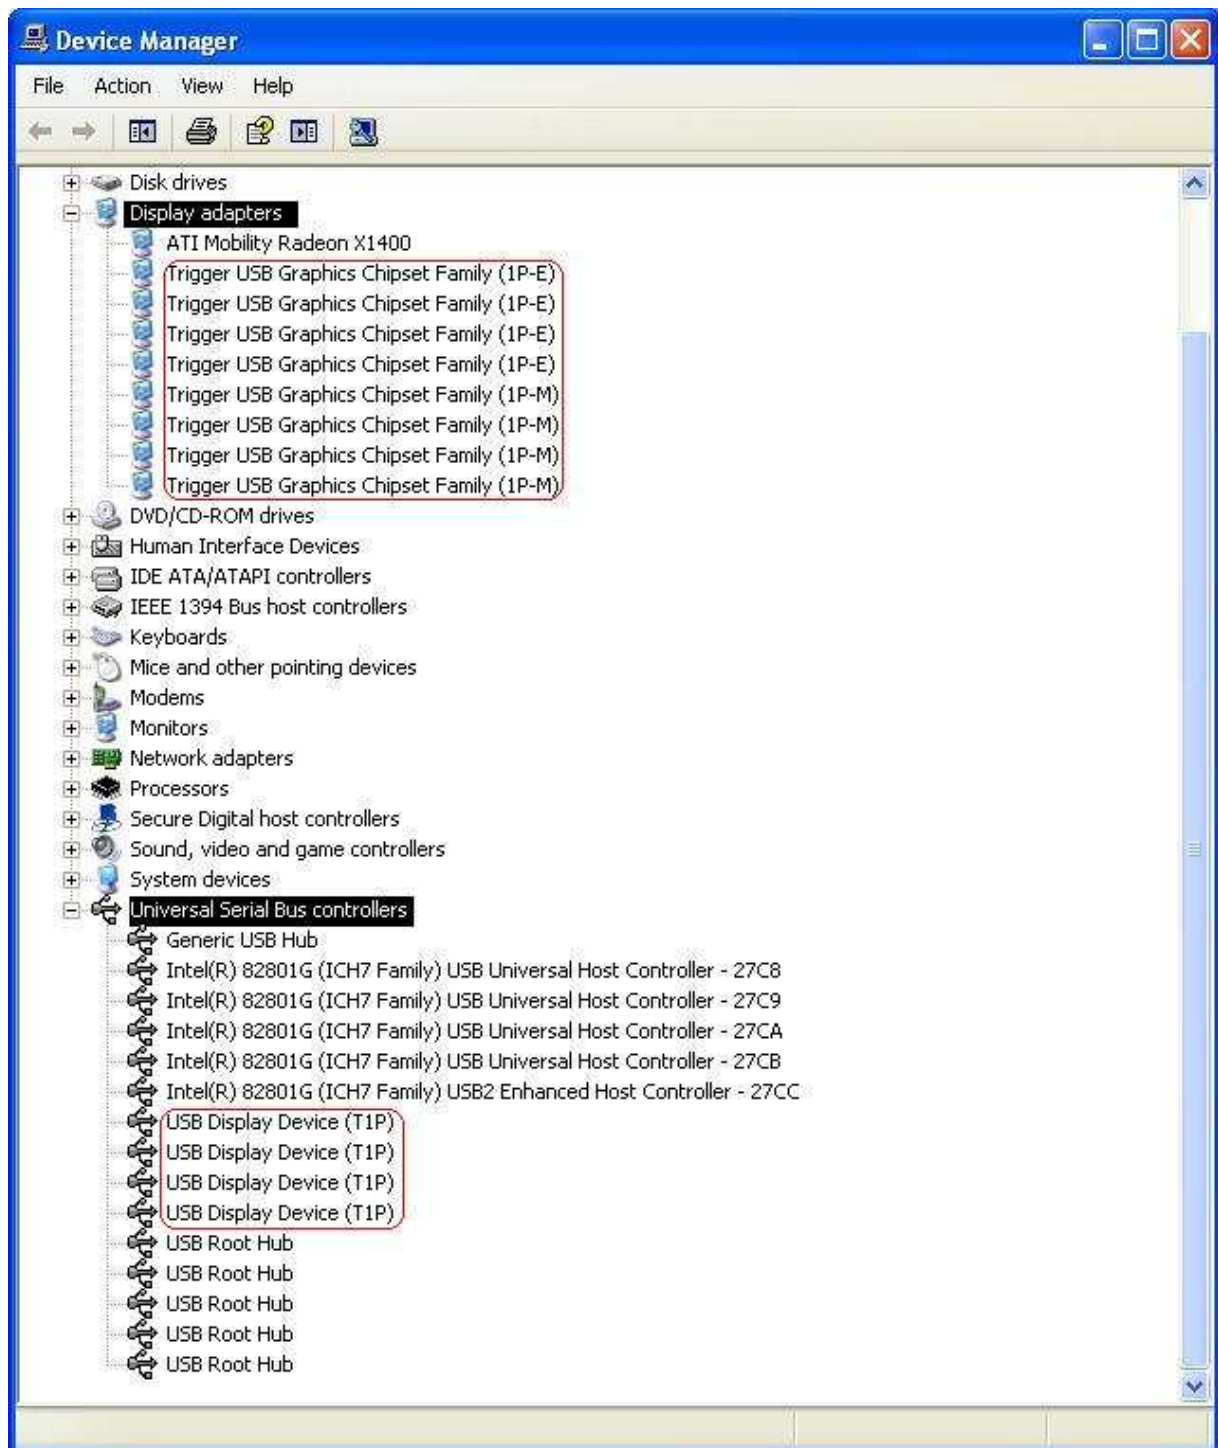 Device Manager
File Action View Help
Disk drives
Display adapters
ATI Mobility Radeon X1400
Trigger USB Graphics Chipset Family (1P-E)
Trigger USB Graphics Chipset Family (1P-E)
Trigger USB Graphics Chipset Family (1P-E)
Trigger USB Graphics Chipset Family (1P-E)
Trigger USB Graphics Chipset Family (1P-M)
Trigger USB Graphics Chipset Family (1P-M)
Trigger USB Graphics Chipset Family (1P-M)
Trigger USB Graphics Chipset Family (1P-M)
DVD/CD-ROM drives
Human Interface Devices
IDE ATA/ATAPI controllers
IEEE 1394 Bus host controllers
Keyboards
Mice and other pointing devices
Modems
Monitors
Network adapters
Processors
Secure Digital host controllers
Sound, video and game controllers
System devices
Universal Serial Bus controllers
Generic USB Hub
Intel(R) 82801G (ICH7 Family) USB Universal Host Controller - 27C8
Intel(R) 82801G (ICH7 Family) USB Universal Host Controller - 27C9
Intel(R) 82801G (ICH7 Family) USB Universal Host Controller - 27CA
Intel(R) 82801G (ICH7 Family) USB Universal Host Controller - 27CB
Intel(R) 82801G (ICH7 Family) USB2 Enhanced Host Controller - 27CC
USB Display Device (T1P)
USB Display Device (T1P)
USB Display Device (T1P)
USB Display Device (T1P)
USB Root Hub
USB Root Hub
USB Root Hub
USB Root Hub
USB Root Hub